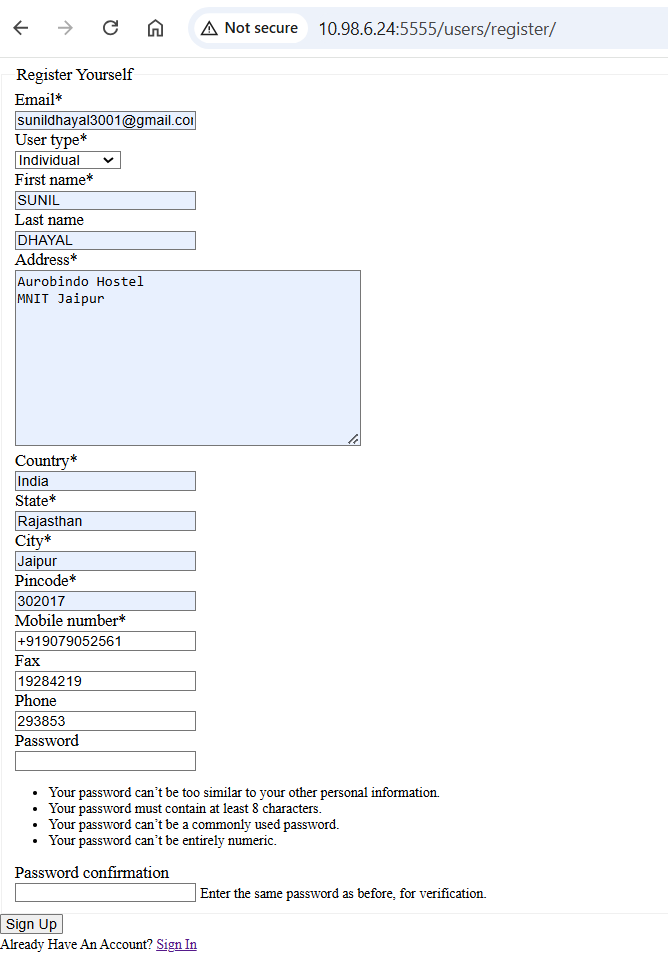 Not secure 10.98.6.24:5555/users/register/
Register Yourself
Email*
sunildhayal3001@gmail.com
User type*
Individual
First name*
SUNIL
Last name
DHAYAL
Address*
Aurobindo Hostel
MNIT Jaipur
Country*
India
State*
Rajasthan
City*
Jaipur
Pincode*
302017
Mobile number*
+919079052561
Fax
19284219
Phone
293853
Password
• Your password can’t be too similar to your other personal information.
• Your password must contain at least 8 characters.
• Your password can’t be a commonly used password.
• Your password can’t be entirely numeric.
Password confirmation
Enter the same password as before, for verification.
Sign Up
Already Have An Account? Sign In